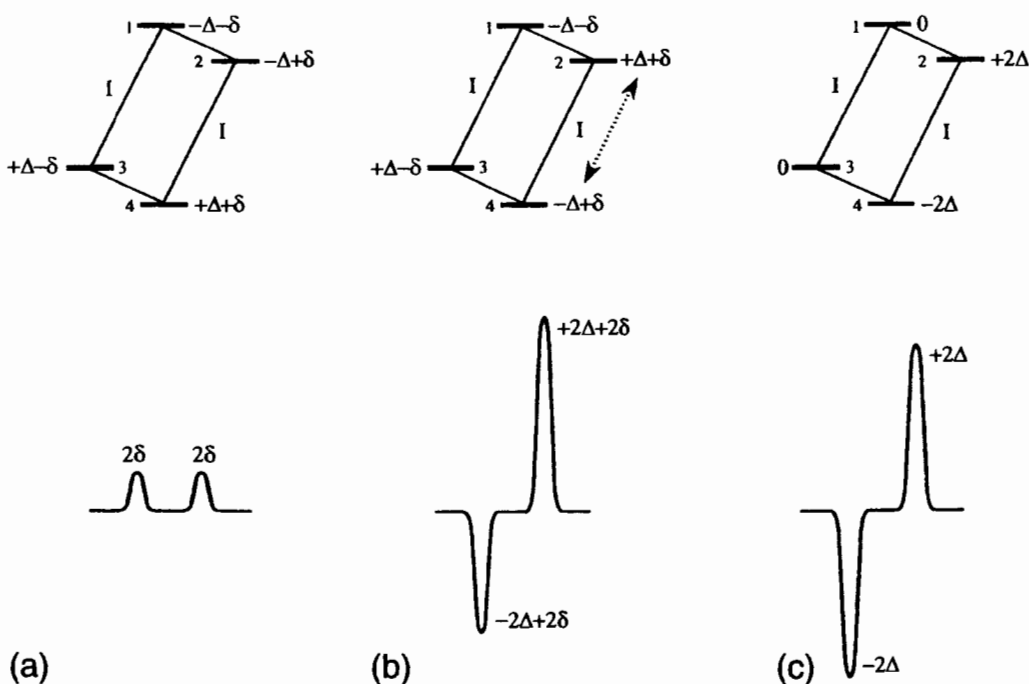 1 −Δ−δ
2 −Δ+δ
I
I
+Δ−δ 3
4 +Δ+δ
2δ 2δ
(a)
1 −Δ−δ
2 +Δ+δ
I
I
+Δ−δ 3
4 −Δ+δ
+2Δ+2δ
−2Δ+2δ
(b)
1 0
2 +2Δ
I
I
0 3
4 −2Δ
+2Δ
−2Δ
(c)